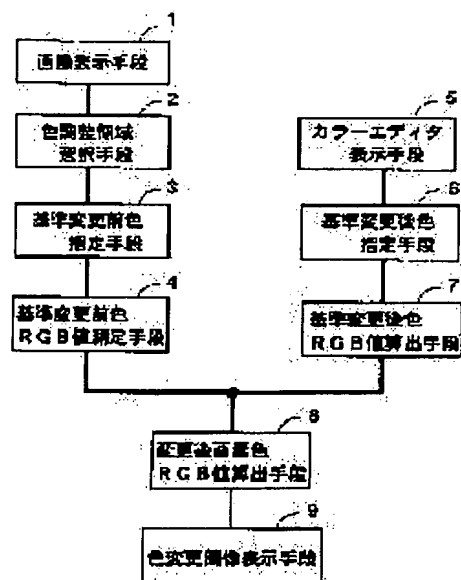 1
画像表示手段
2
色調整領域
選択手段
3
基準変更前色
指定手段
4
基準変更前色
RGB値測定手段
5
カラーエディタ
表示手段
6
基準変更後色
指定手段
7
基準変更後色
RGB値算出手段
8
変更後画素色
RGB値算出手段
9
色変更画像表示手段